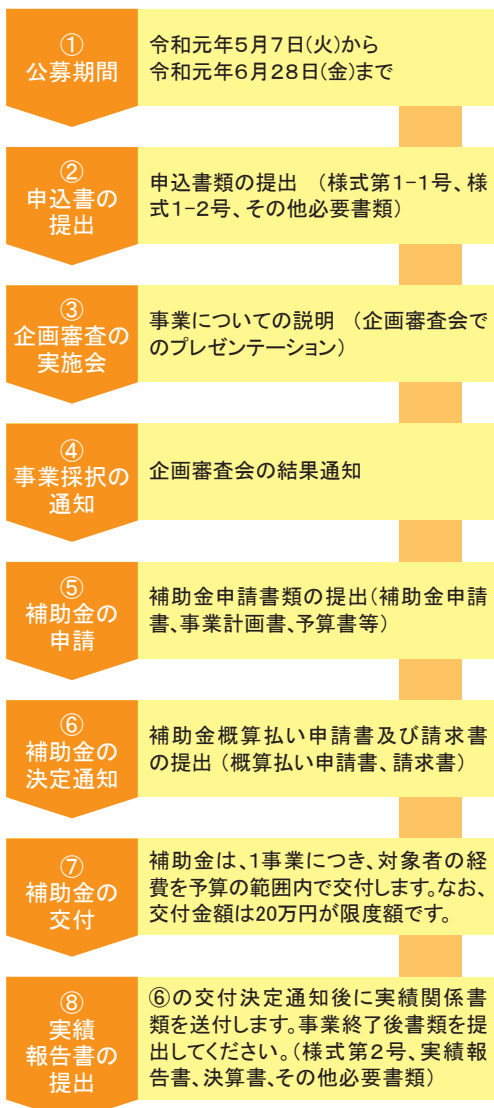 ①
公募期間
令和元年5月7日(火)から
令和元年6月28日(金)まで
②
申込書の
提出
申込書類の提出　(様式第1-1号、様
式1-2号、その他必要書類)
③
企画審査の
実施会
事業についての説明　(企画審査会で
のプレゼンテーション)
④
事業採択の
通知
企画審査会の結果通知
⑤
補助金の
申請
補助金申請書類の提出(補助金申請
書、事業計画書、予算書等)
⑥
補助金の
決定通知
補助金概算払い申請書及び請求書
の提出 (概算払い申請書、請求書)
⑦
補助金の
交付
補助金は、1事業につき、対象者の経
費を予算の範囲内で交付します。なお、
交付金額は20万円が限度額です。
⑧
実績
報告書の
提出
⑥の交付決定通知後に実績関係書
類を送付します。事業終了後書類を提
出してください。(様式第2号、実績報
告書、決算書、その他必要書類)